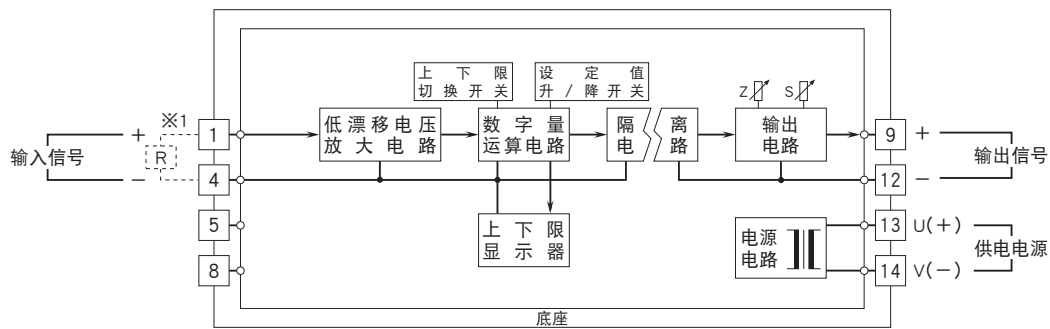 上下限
切换开关
设定值
升/降开关
Z
S
※1
+
1
低漂移电压
放大电路
数字量
运算电路
隔离
电路
输出
电路
9
+
输入信号
R
输出信号
−
4
12
−
5
上下限
显示器
电源
电路
13
U(+)
供电电源
8
14
V(−)
底座